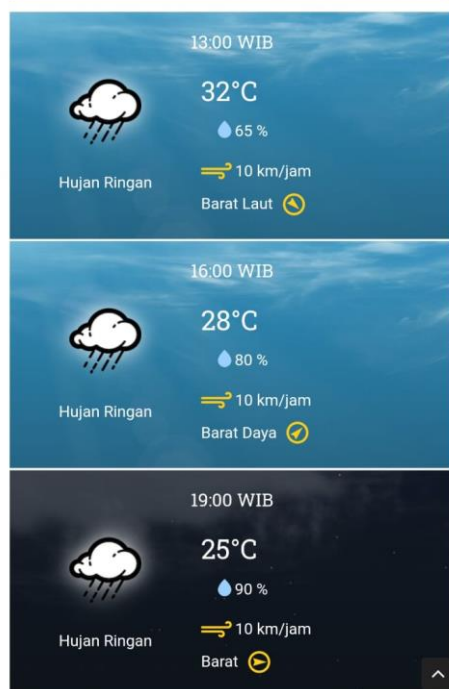 13:00 WIB
32°C
65 %
10 km/jam
Hujan Ringan
Barat Laut
16:00 WIB
28°C
80 %
10 km/jam
Hujan Ringan
Barat Daya
19:00 WIB
25°C
90 %
10 km/jam
Hujan Ringan
Barat